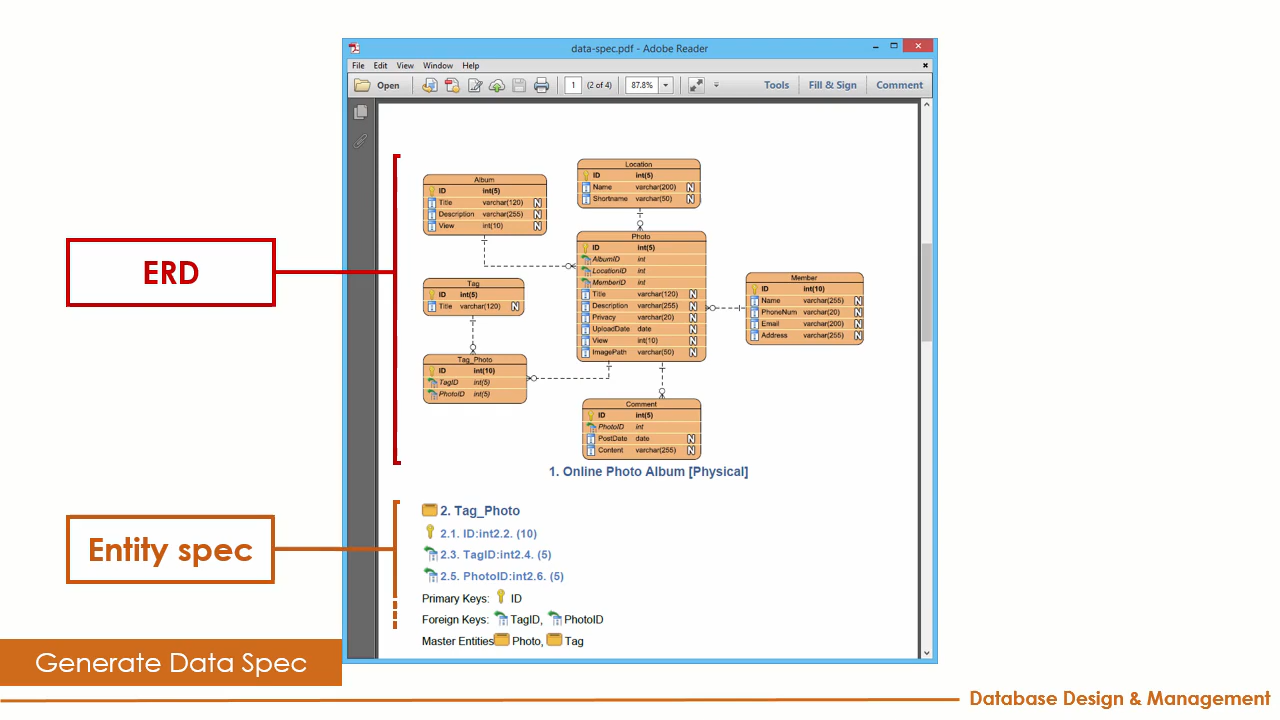 data-spec.pdf - Adobe Reader
File Edit View Window Help
Open 1 (2 of 4) 87.8% Tools Fill & Sign Comment
Album
ID int(5)
Title varchar(120) N
Description varchar(255) N
View int(10) N
Location
ID int(5)
Name varchar(200) N
Shortname varchar(50) N
Photo
ID int(5)
AlbumID int
LocationID int
MemberID int
Title varchar(120) N
Description varchar(255) N
Privacy varchar(20) N
UploadDate date N
View int(10) N
ImagePath varchar(50) N
Member
ID int(10)
Name varchar(255) N
PhoneNum varchar(20) N
Email varchar(200) N
Address varchar(255) N
Tag
ID int(5)
Title varchar(120) N
Tag_Photo
ID int(10)
TagID int(5)
PhotoID int(5)
Comment
ID int(5)
PhotoID int
PostDate date N
Content varchar(255) N
1. Online Photo Album [Physical]
ERD
2. Tag_Photo
2.1. ID:int2.2. (10)
2.3. TagID:int2.4. (5)
2.5. PhotoID:int2.6. (5)
Primary Keys: ID
Foreign Keys: TagID, PhotoID
Master Entities Photo, Tag
Entity spec
Generate Data Spec
Database Design & Management